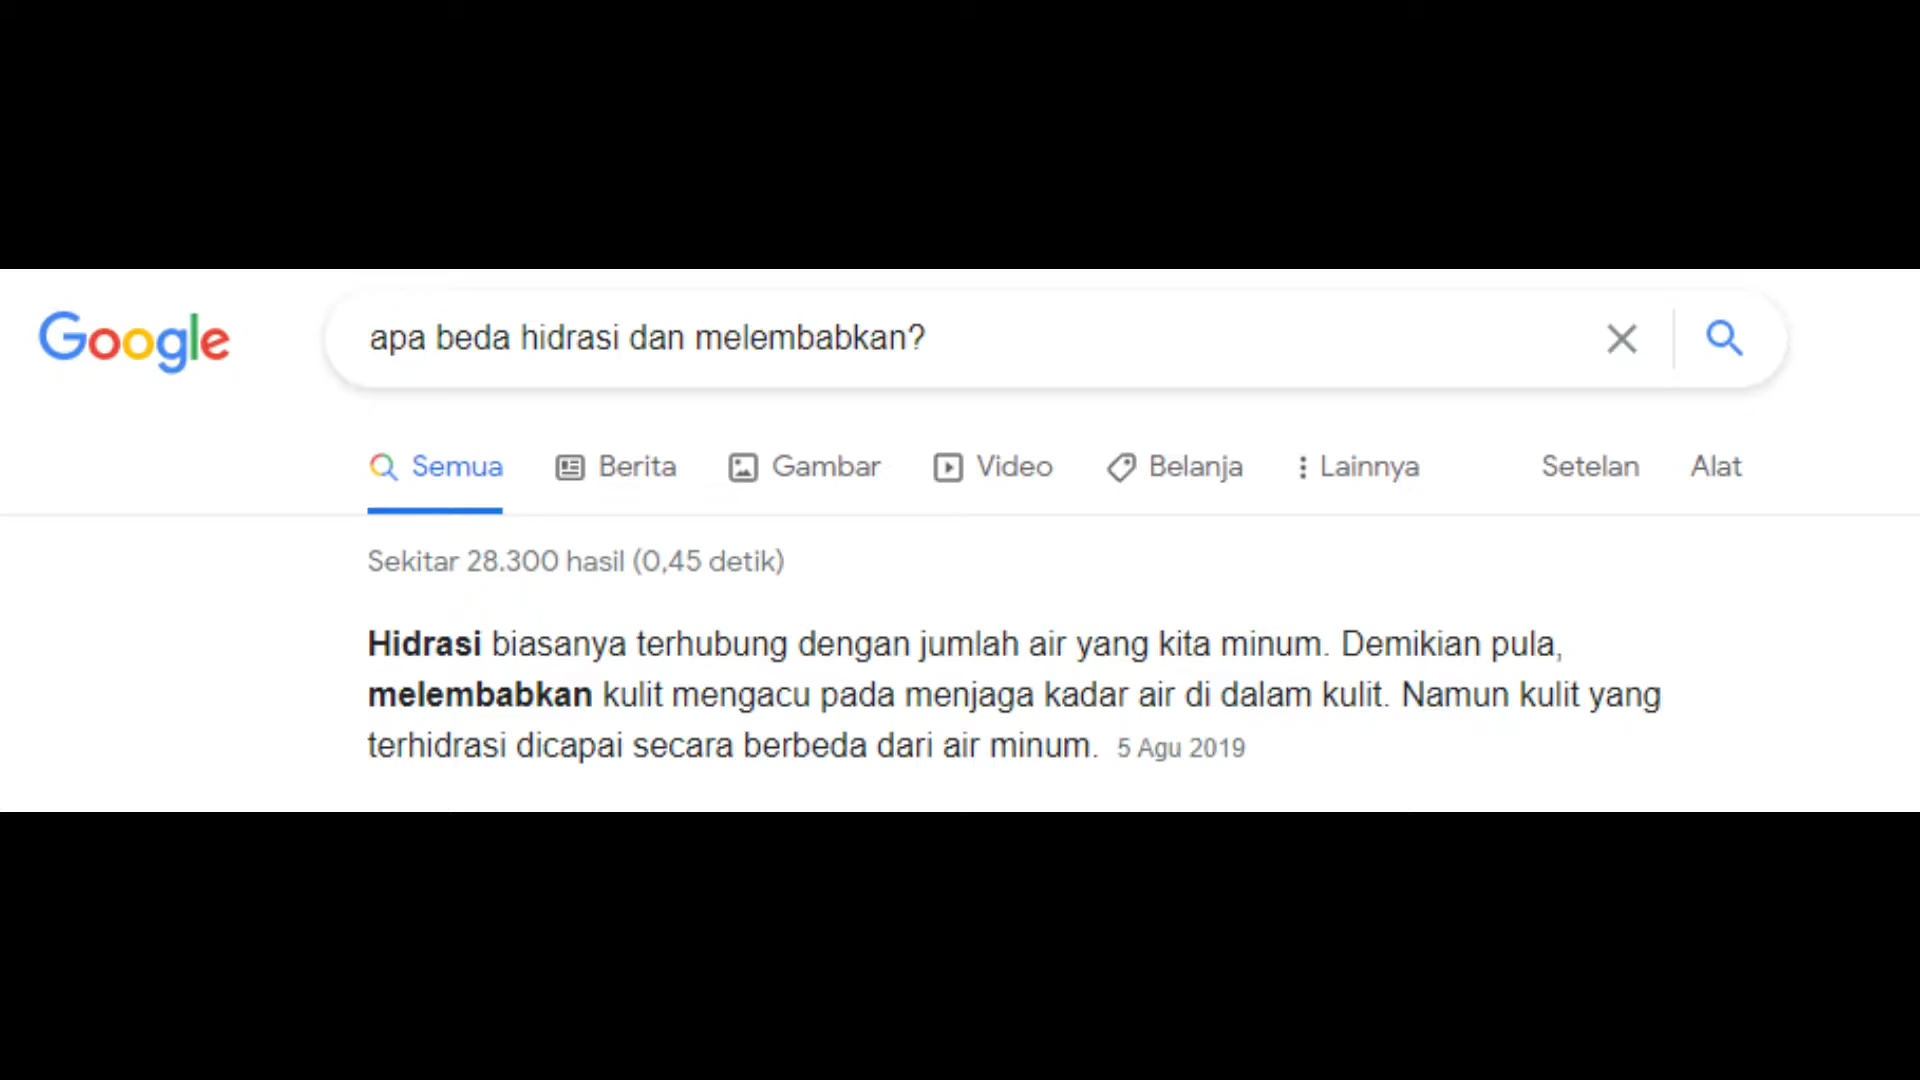 Google
apa beda hidrasi dan melembabkan?
Semua Berita Gambar Video Belanja Lainnya Setelan Alat
Sekitar 28.300 hasil (0,45 detik)
Hidrasi biasanya terhubung dengan jumlah air yang kita minum. Demikian pula,
melembabkan kulit mengacu pada menjaga kadar air di dalam kulit. Namun kulit yang
terhidrasi dicapai secara berbeda dari air minum. 5 Agu 2019